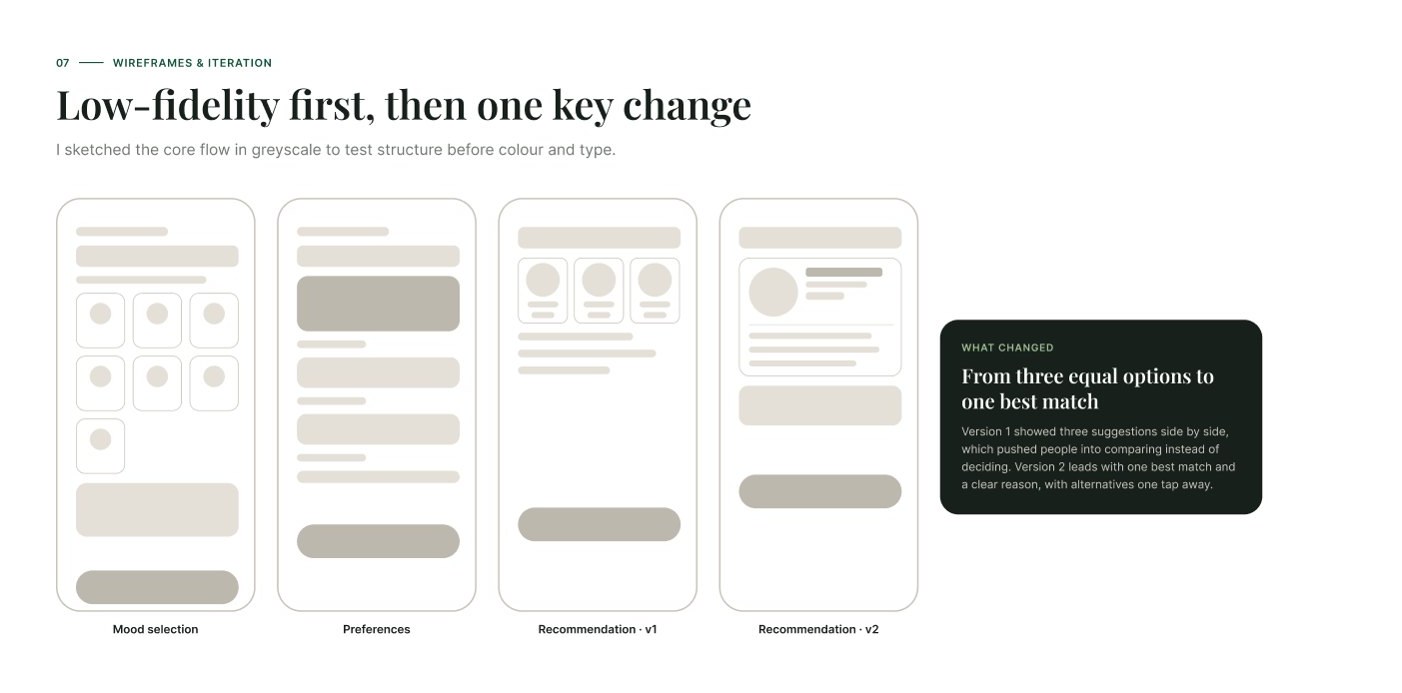 07 — WIREFRAMES & ITERATION
Low-fidelity first, then one key change
I sketched the core flow in greyscale to test structure before colour and type.
WHAT CHANGED
From three equal options to
one best match
Version 1 showed three suggestions side by side,
which pushed people into comparing instead of
deciding. Version 2 leads with one best match and
a clear reason, with alternatives one tap away.
Mood selection
Preferences
Recommendation · v1
Recommendation · v2